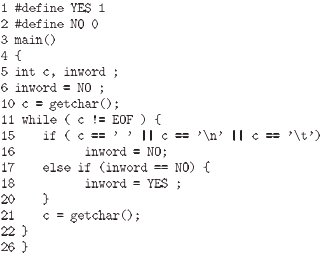 1 #define YES 1
2 #define NO 0
3 main()
4 {
5 int c, inword ;
6 inword = NO ;
10 c = getchar();
11 while ( c != EOF ) {
15 if ( c == ' ' || c == '\n' || c == '\t')
16 inword = NO;
17 else if (inword == NO) {
18 inword = YES ;
20 }
21 c = getchar();
22 }
26 }